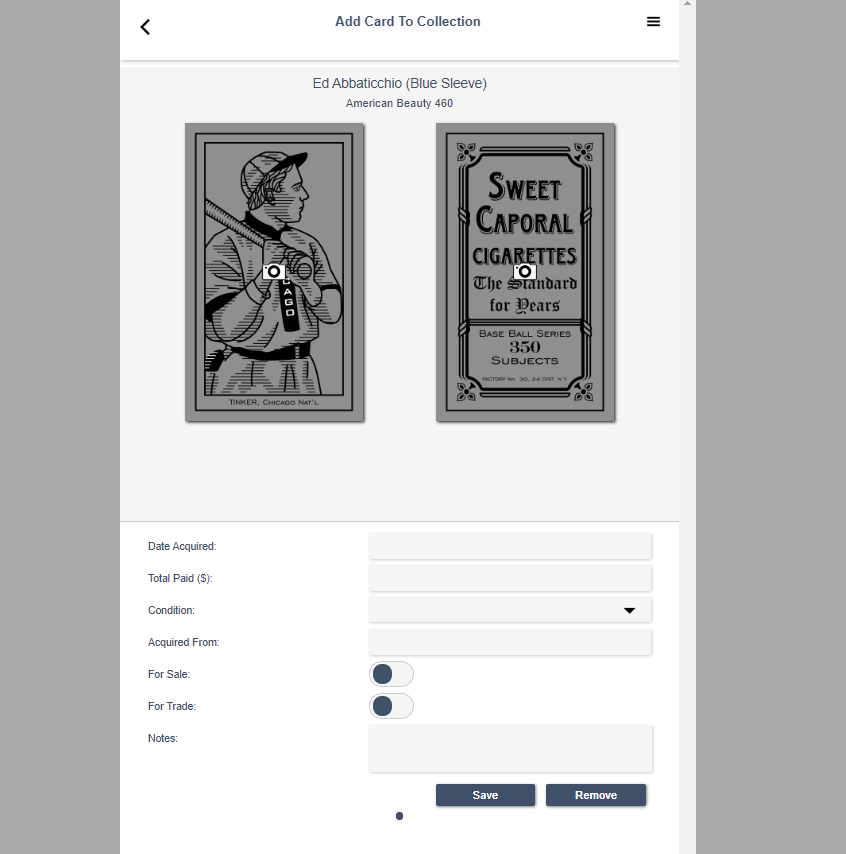 Add Card To Collection
Ed Abbaticchio (Blue Sleeve)
American Beauty 460
CAGO
TINKER, CHICAGO NAT'L
SWEET
CAPORAL
CIGARETTES
The Standard
for Years
BASE BALL SERIES
350
SUBJECTS
FACTORY No. 30, 2d DIST. N.Y.
Date Acquired:
Total Paid ($):
Condition:
Acquired From:
For Sale:
For Trade:
Notes:
Save
Remove